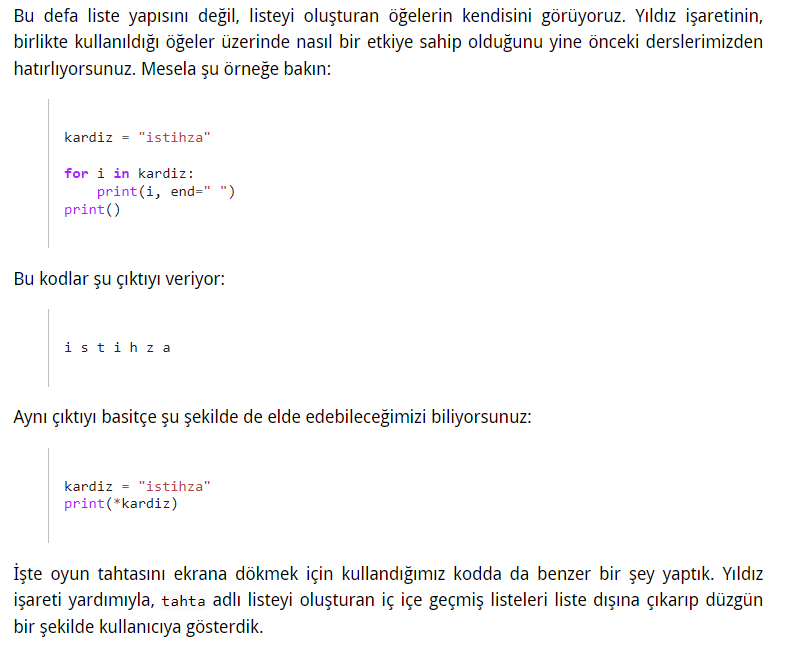 Bu defa liste yapısını değil, listeyi oluşturan öğelerin kendisini görüyoruz. Yıldız işaretinin,
birlikte kullanıldığı öğeler üzerinde nasıl bir etkiye sahip olduğunu yine önceki derslerimizden
hatırlıyorsunuz. Mesela şu örneğe bakın:
kardiz = "istihza"
for i in kardiz:
    print(i, end=" ")
print()
Bu kodlar şu çıktıyı veriyor:
i s t i h z a
Aynı çıktıyı basitçe şu şekilde de elde edebileceğimizi biliyorsunuz:
kardiz = "istihza"
print(*kardiz)
İşte oyun tahtasını ekrana dökmek için kullandığımız kodda da benzer bir şey yaptık. Yıldız
işareti yardımıyla, tahta adlı listeyi oluşturan iç içe geçmiş listeleri liste dışına çıkarıp düzgün
bir şekilde kullanıcıya gösterdik.